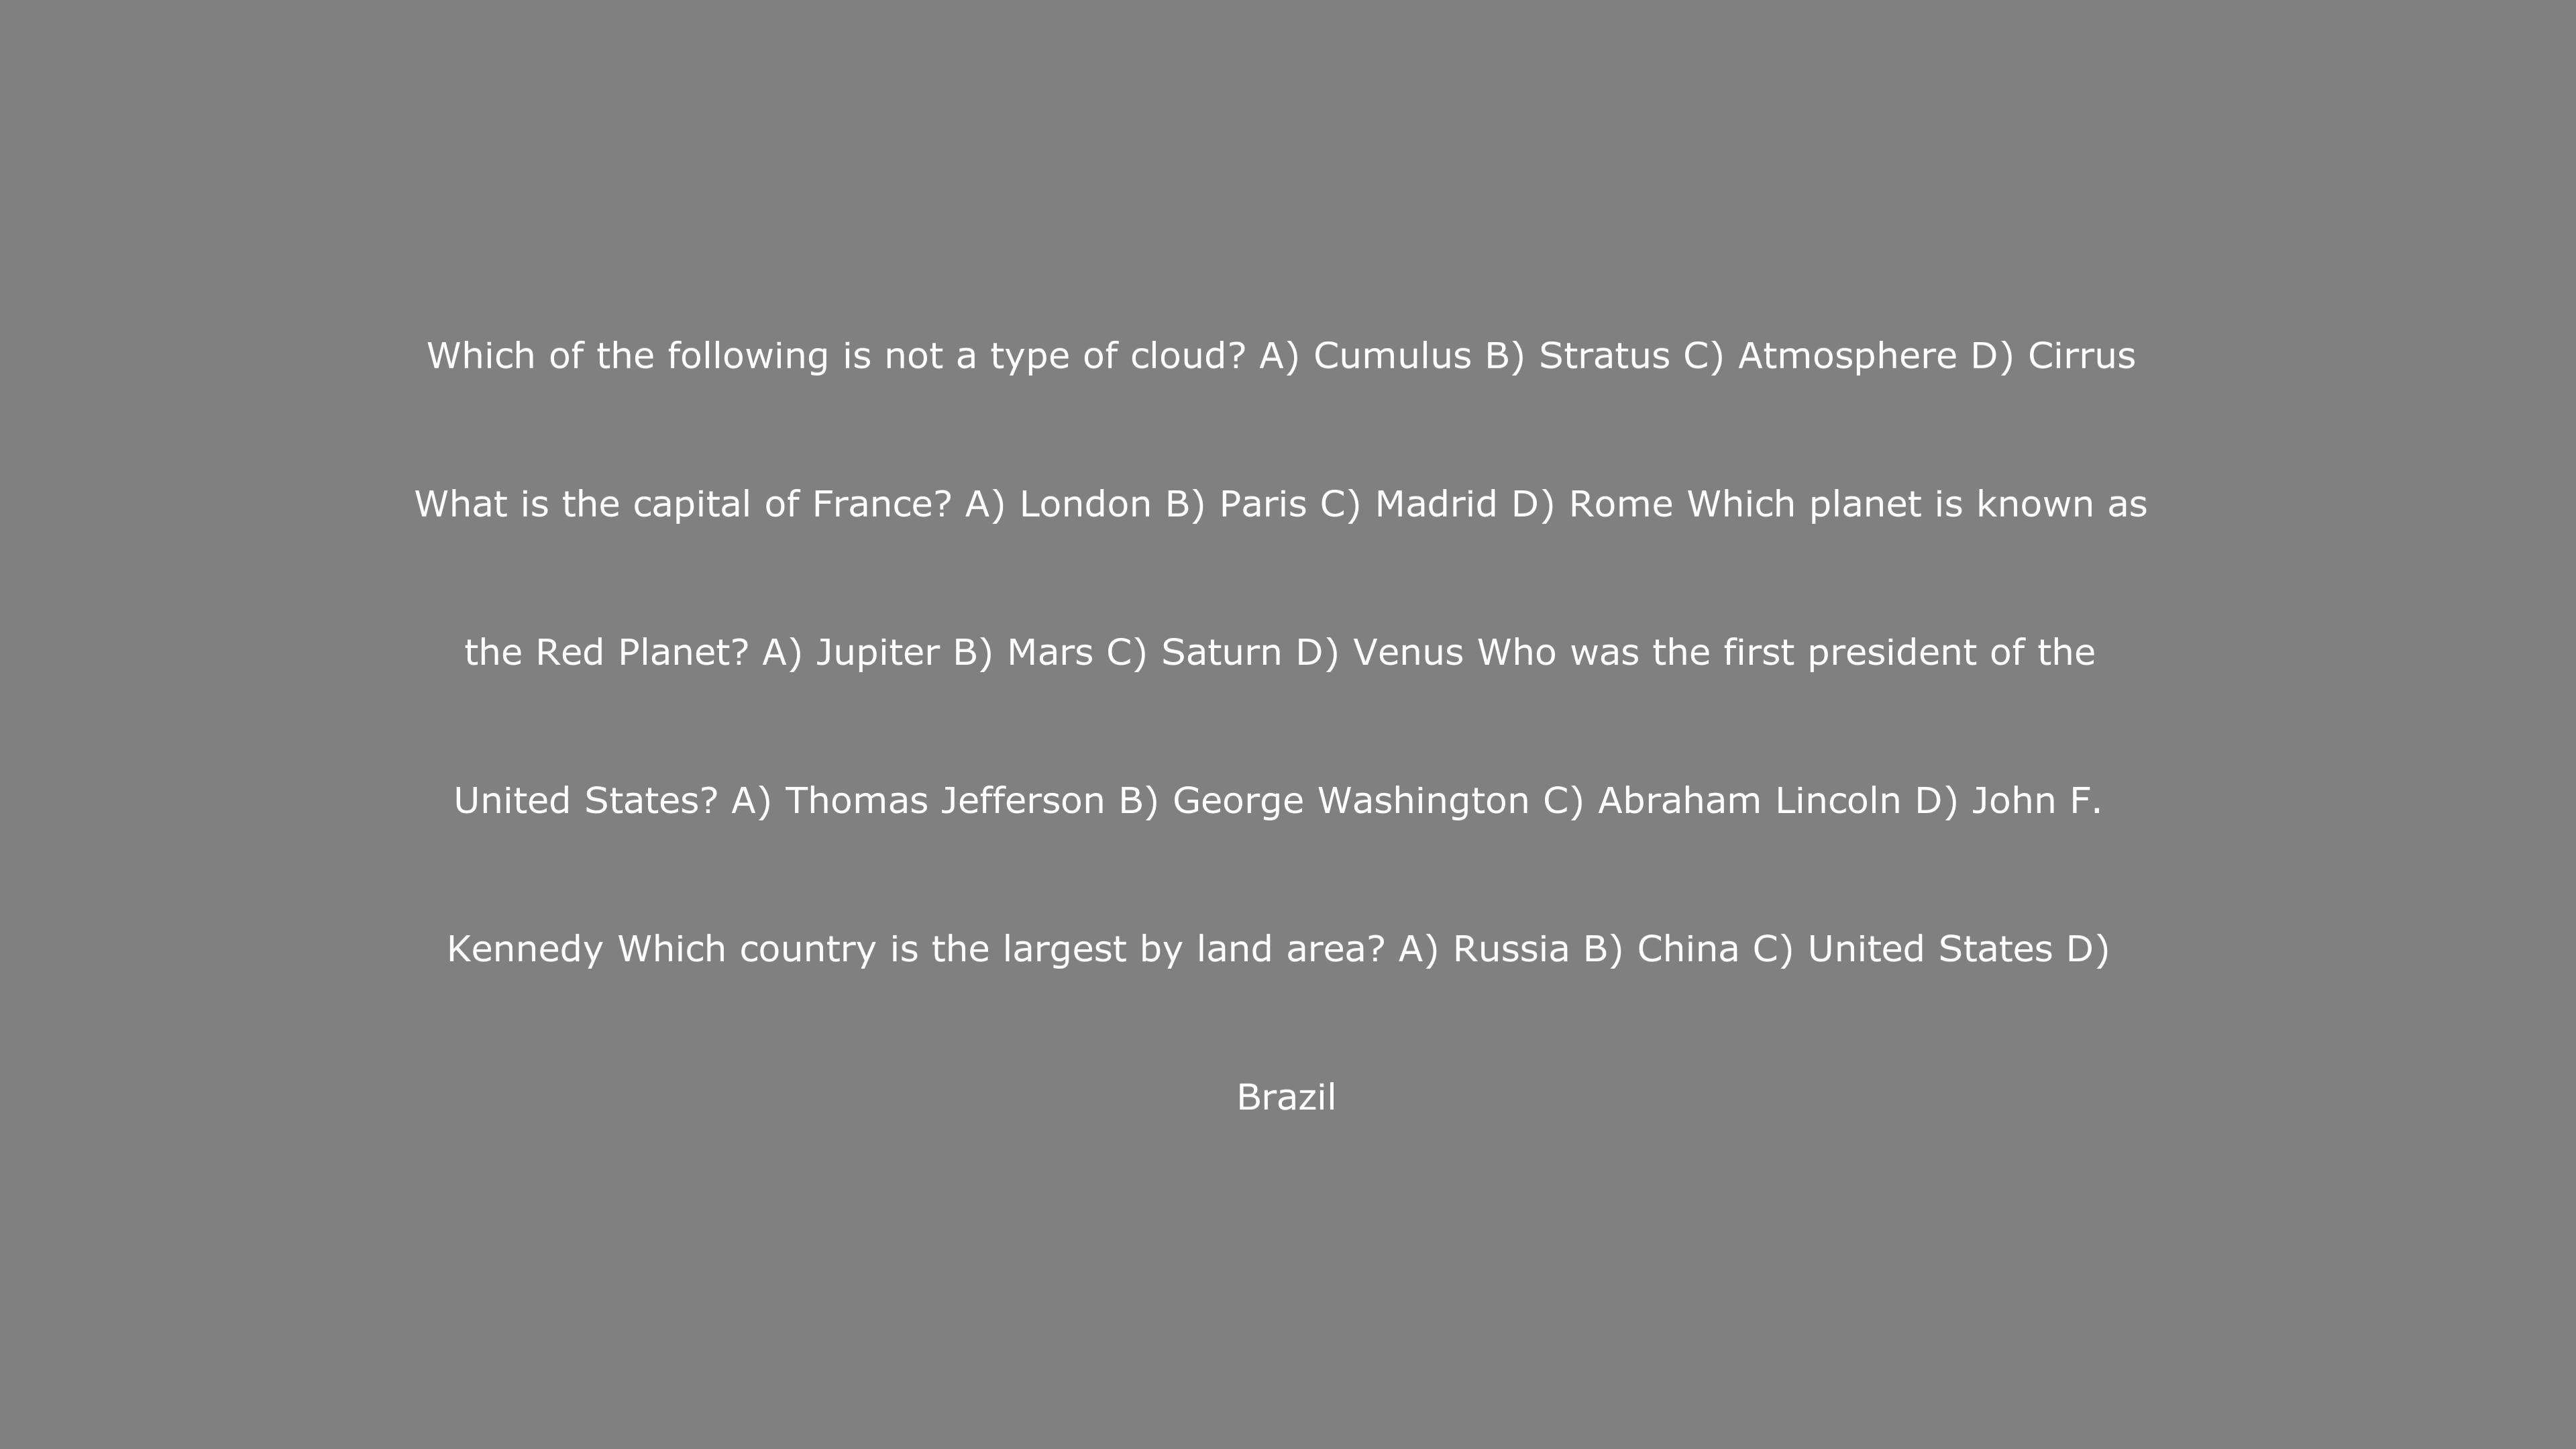 Which of the following is not a type of cloud? A) Cumulus B) Stratus C) Atmosphere D) Cirrus
What is the capital of France? A) London B) Paris C) Madrid D) Rome Which planet is known as
the Red Planet? A) Jupiter B) Mars C) Saturn D) Venus Who was the first president of the
United States? A) Thomas Jefferson B) George Washington C) Abraham Lincoln D) John F.
Kennedy Which country is the largest by land area? A) Russia B) China C) United States D)
Brazil